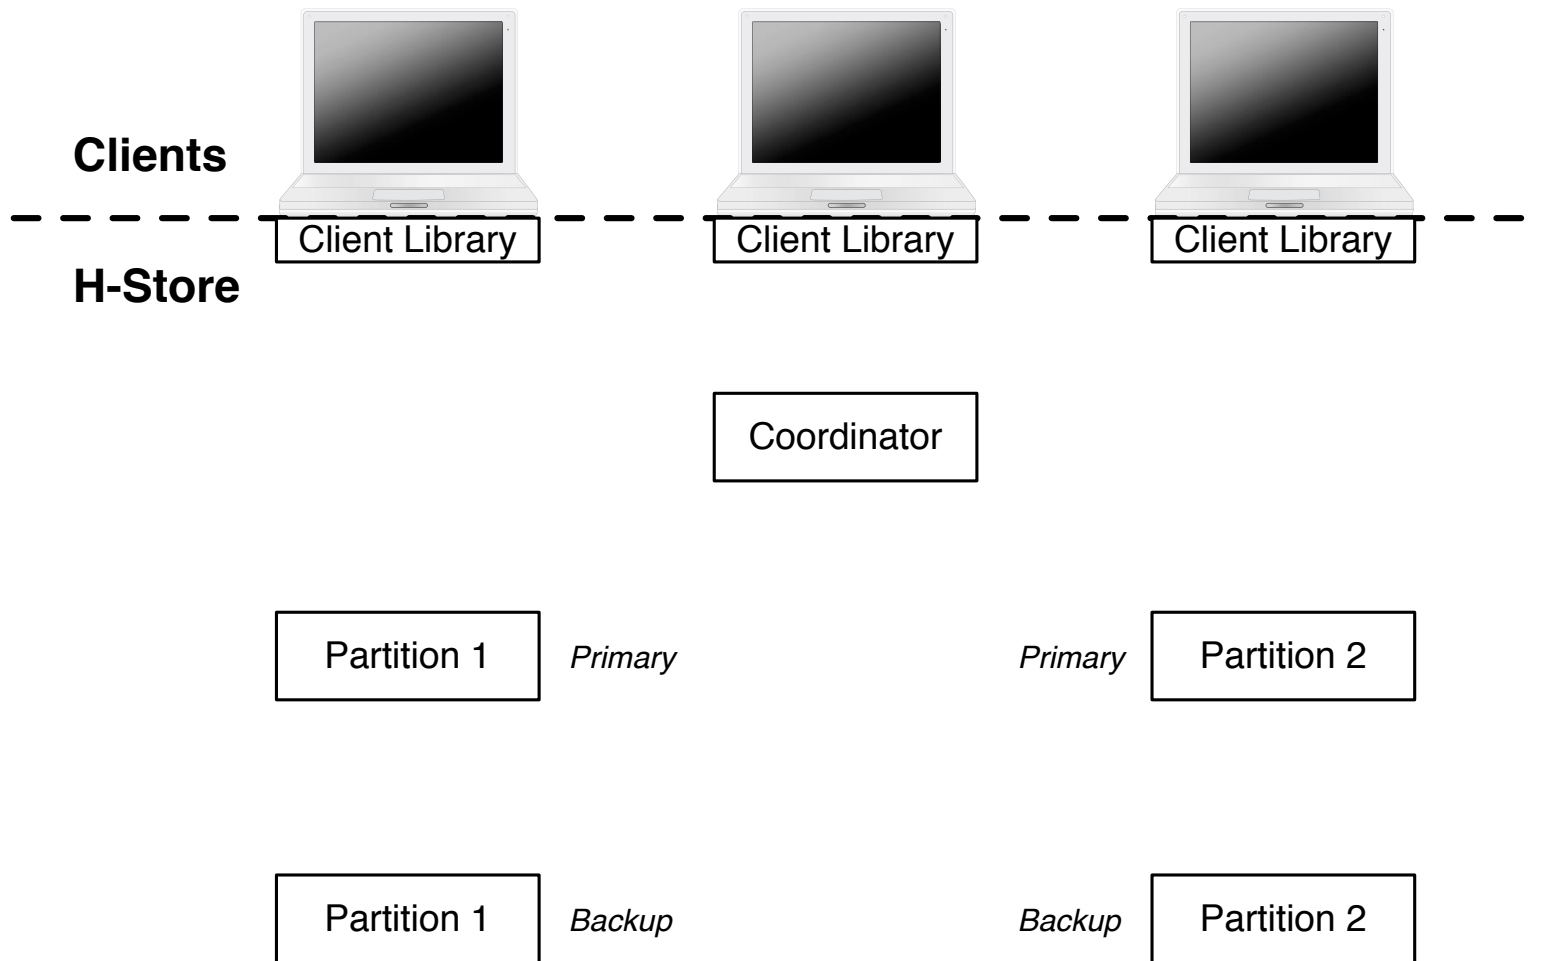 Clients
Client Library
Client Library
Client Library
H-Store
Coordinator
Partition 1
Primary
Primary
Partition 2
Partition 1
Backup
Backup
Partition 2